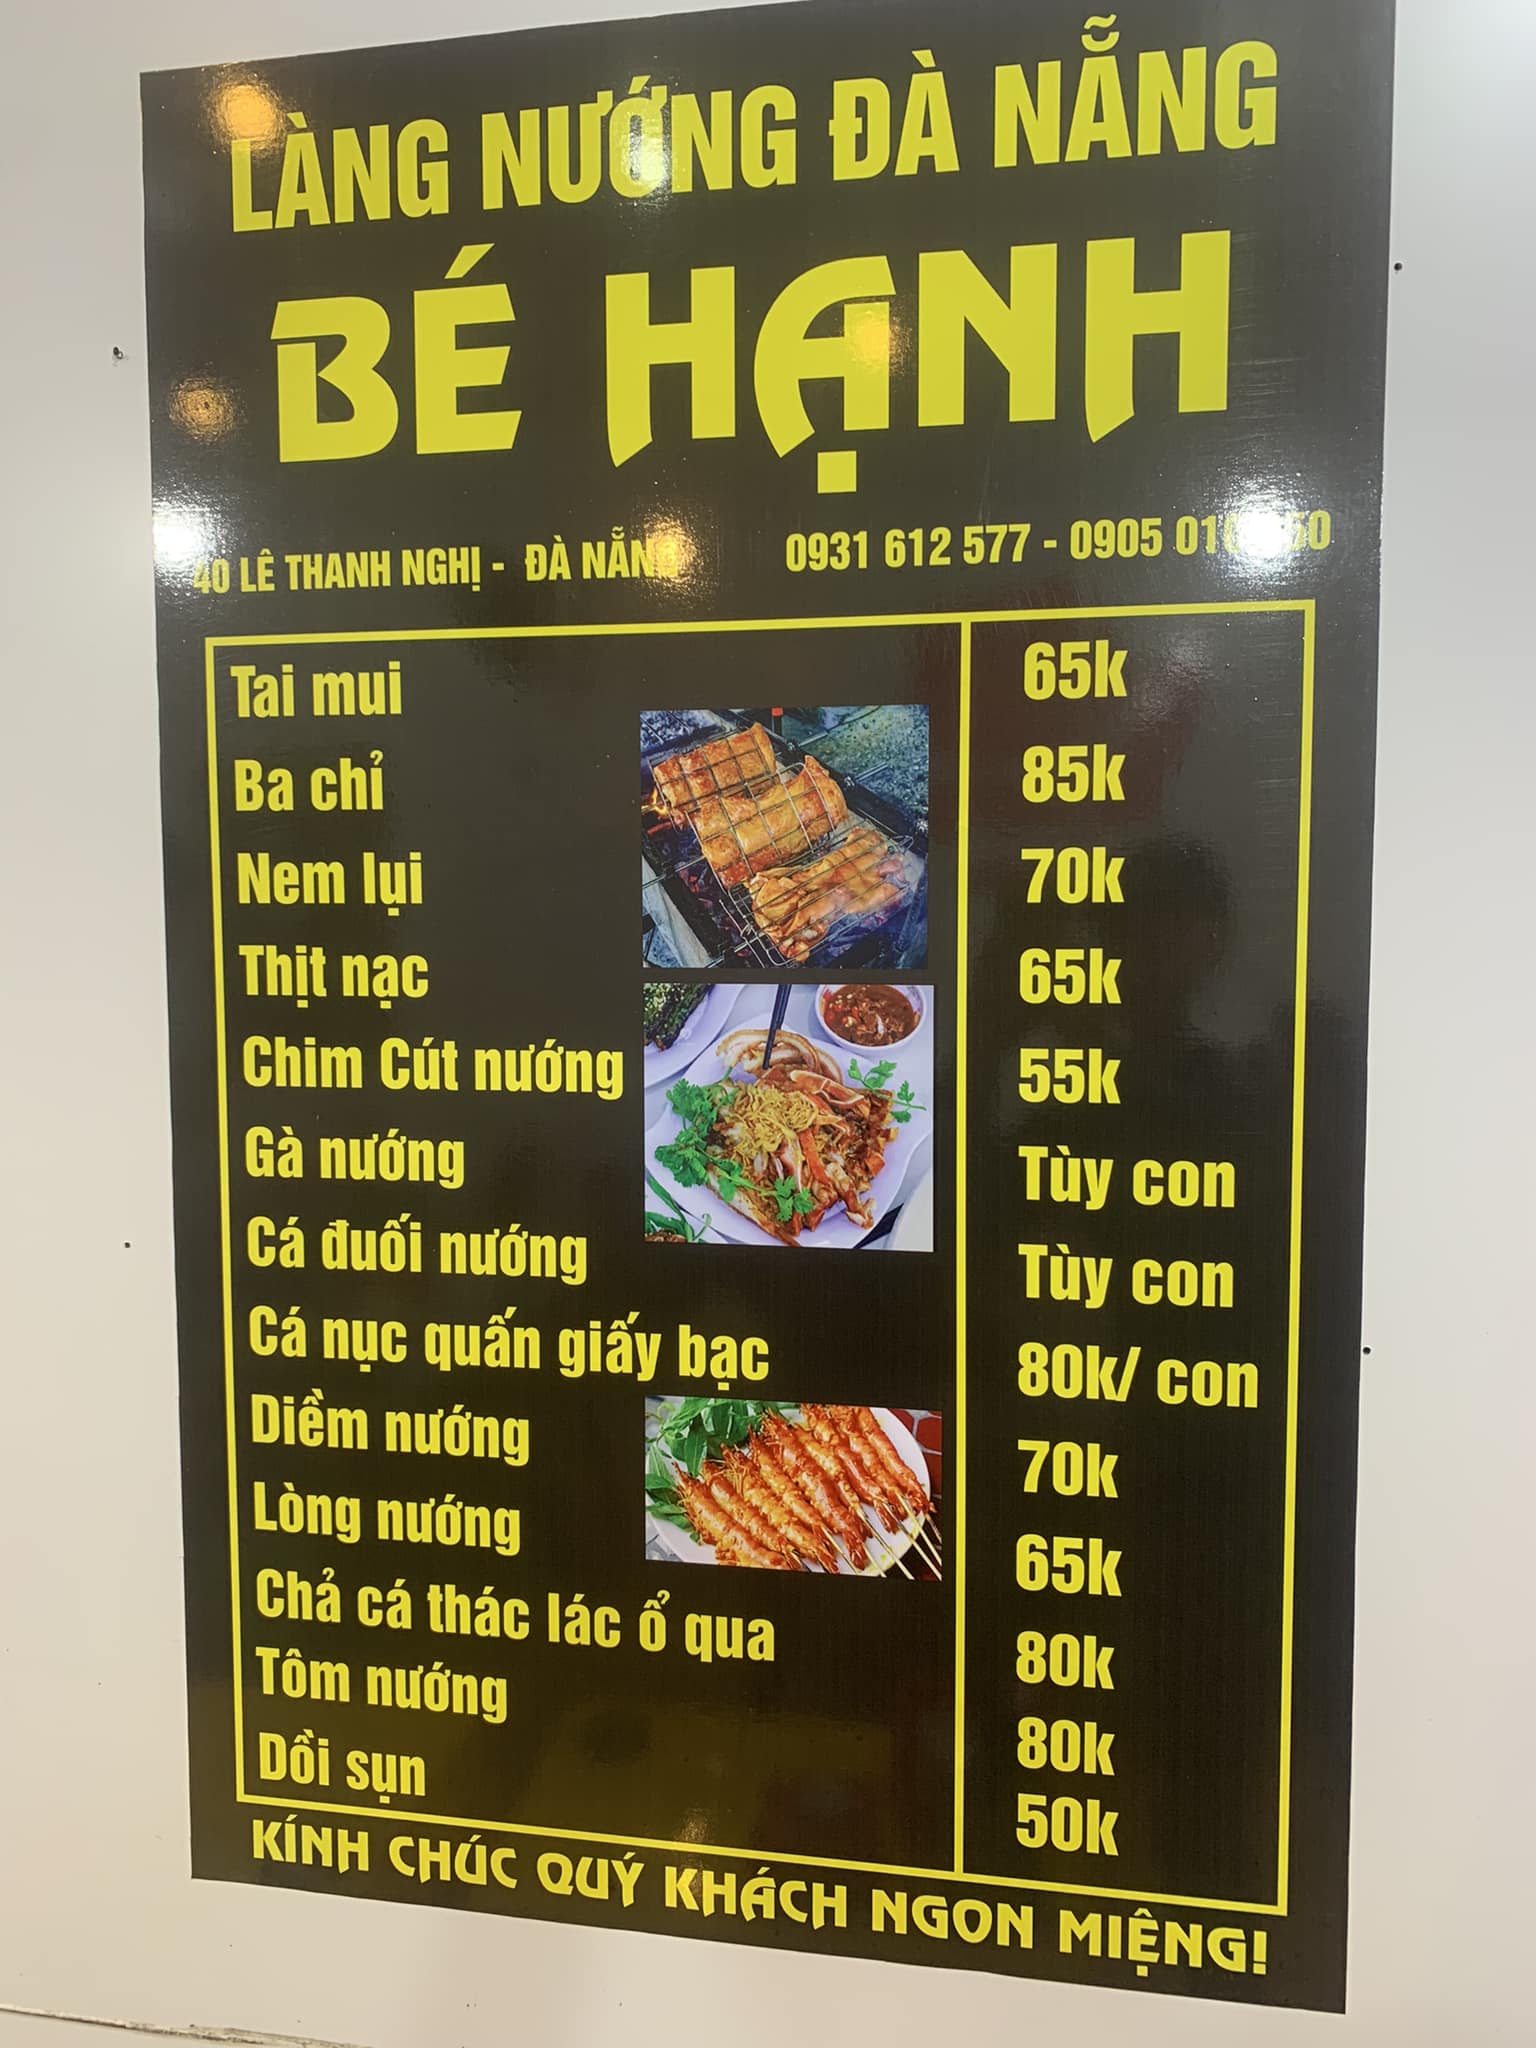 LÀNG NƯỚNG ĐÀ NẴNG
BÉ HẠNH
40 LÊ THANH NGHỊ - ĐÀ NẴNG 0931 612 577 - 0905
Tai mui 65k
Ba chỉ 85k
Nem lụi 70k
Thịt nạc 65k
Chim Cút nướng 55k
Gà nướng Tùy con
Cá đuối nướng Tùy con
Cá nục quấn giấy bạc 80k/ con
Diềm nướng 70k
Lòng nướng 65k
Chả cá thác lác ổ qua 80k
Tôm nướng 80k
Dồi sụn 50k
KÍNH CHÚC QUÝ KHÁCH NGON MIỆNG!